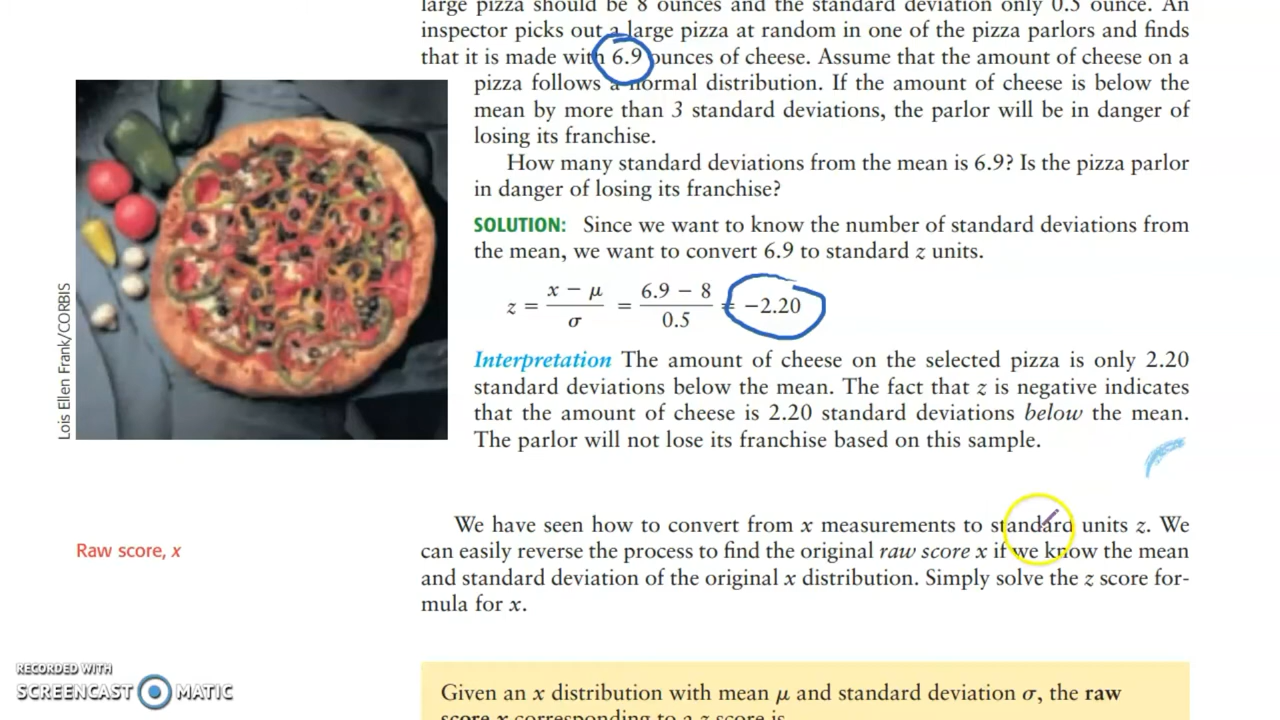 large pizza should be 8 ounces and the standard deviation only 0.5 ounce. An
inspector picks out a large pizza at random in one of the pizza parlors and finds
that it is made with 6.9 ounces of cheese. Assume that the amount of cheese on a
pizza follows a normal distribution. If the amount of cheese is below the
mean by more than 3 standard deviations, the parlor will be in danger of
losing its franchise.
How many standard deviations from the mean is 6.9? Is the pizza parlor
in danger of losing its franchise?
SOLUTION: Since we want to know the number of standard deviations from
the mean, we want to convert 6.9 to standard z units.
z = (x − μ)/σ = (6.9 − 8)/0.5 = −2.20
Interpretation The amount of cheese on the selected pizza is only 2.20
standard deviations below the mean. The fact that z is negative indicates
that the amount of cheese is 2.20 standard deviations below the mean.
The parlor will not lose its franchise based on this sample.
Lois Ellen Frank/CORBIS
We have seen how to convert from x measurements to standard units z. We
Raw score, x
can easily reverse the process to find the original raw score x if we know the mean
and standard deviation of the original x distribution. Simply solve the z score for-
mula for x.
RECORDED WITH
SCREENCAST MATIC
Given an x distribution with mean μ and standard deviation σ, the raw
score x corresponding to a z score is